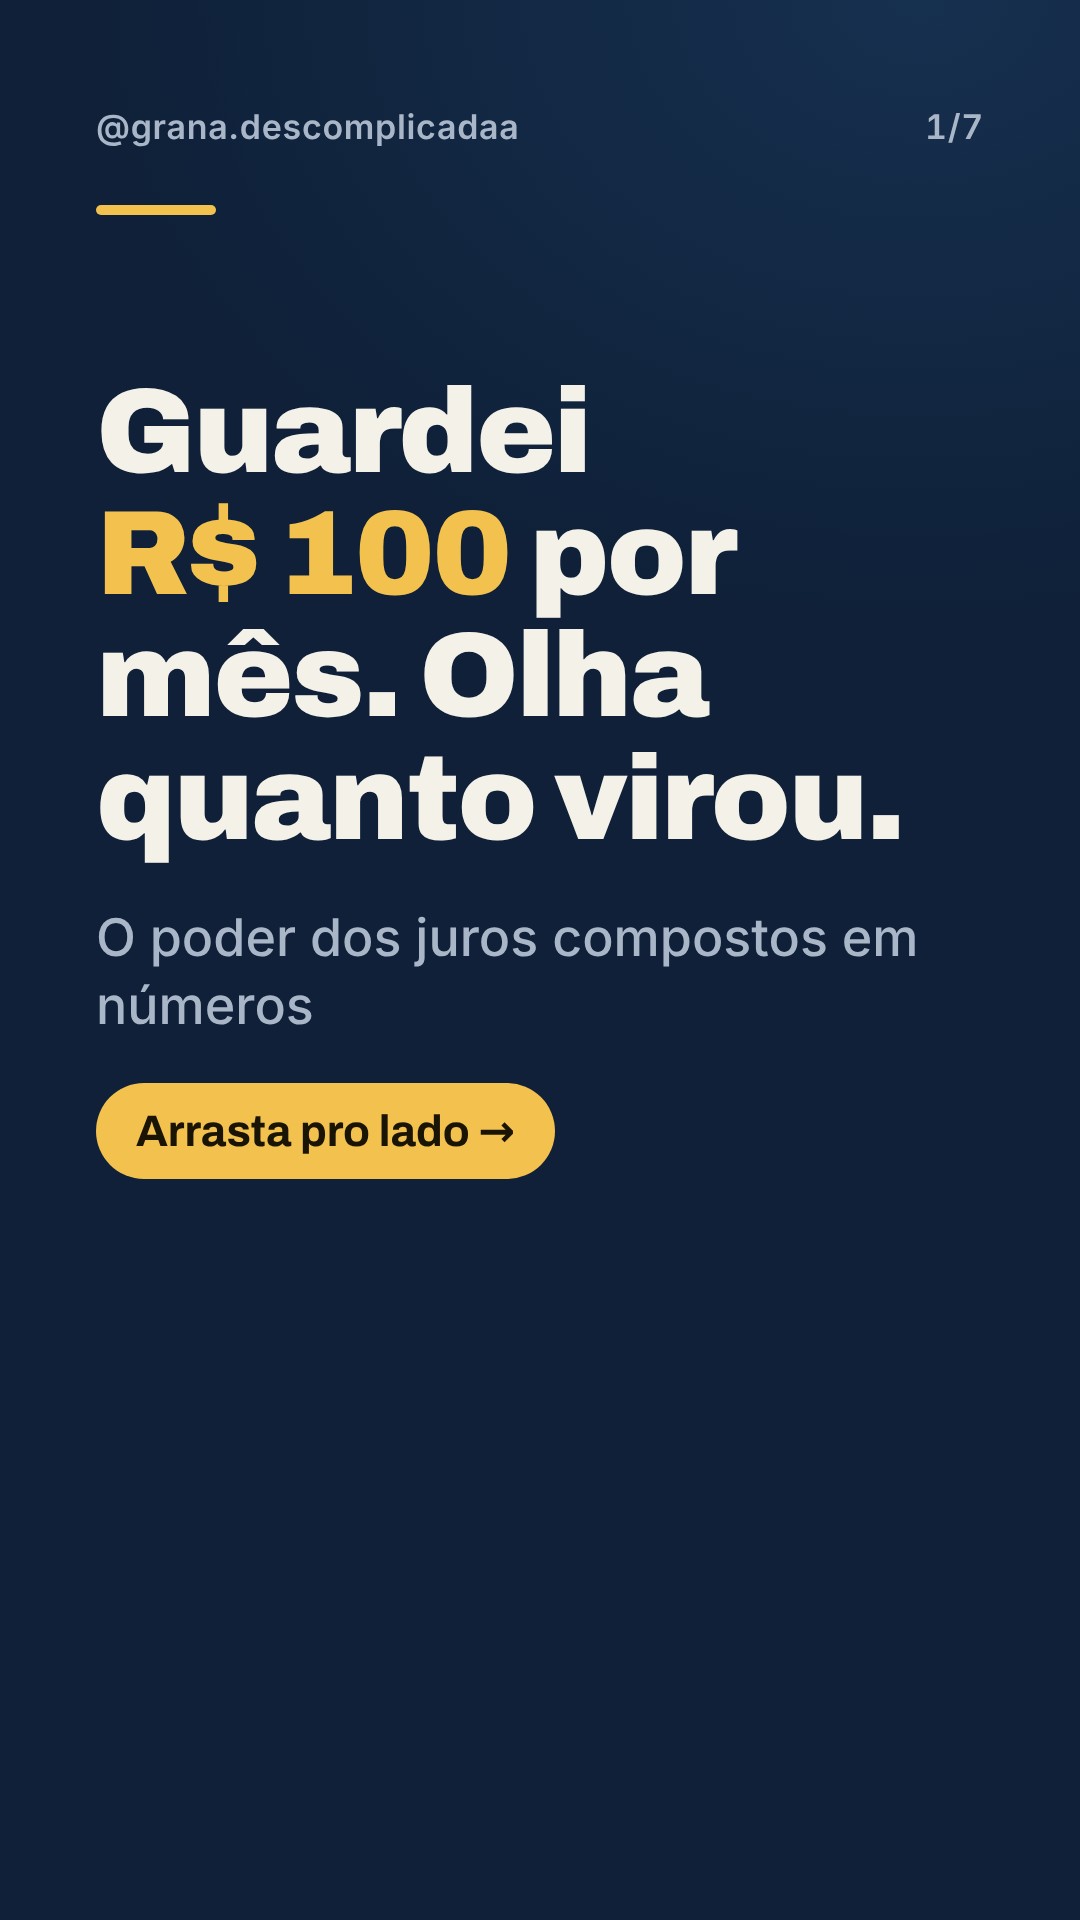 @grana.descomplicadaa
1/7
Guardei
R$ 100 por
mês. Olha
quanto virou.
O poder dos juros compostos em
números
Arrasta pro lado →